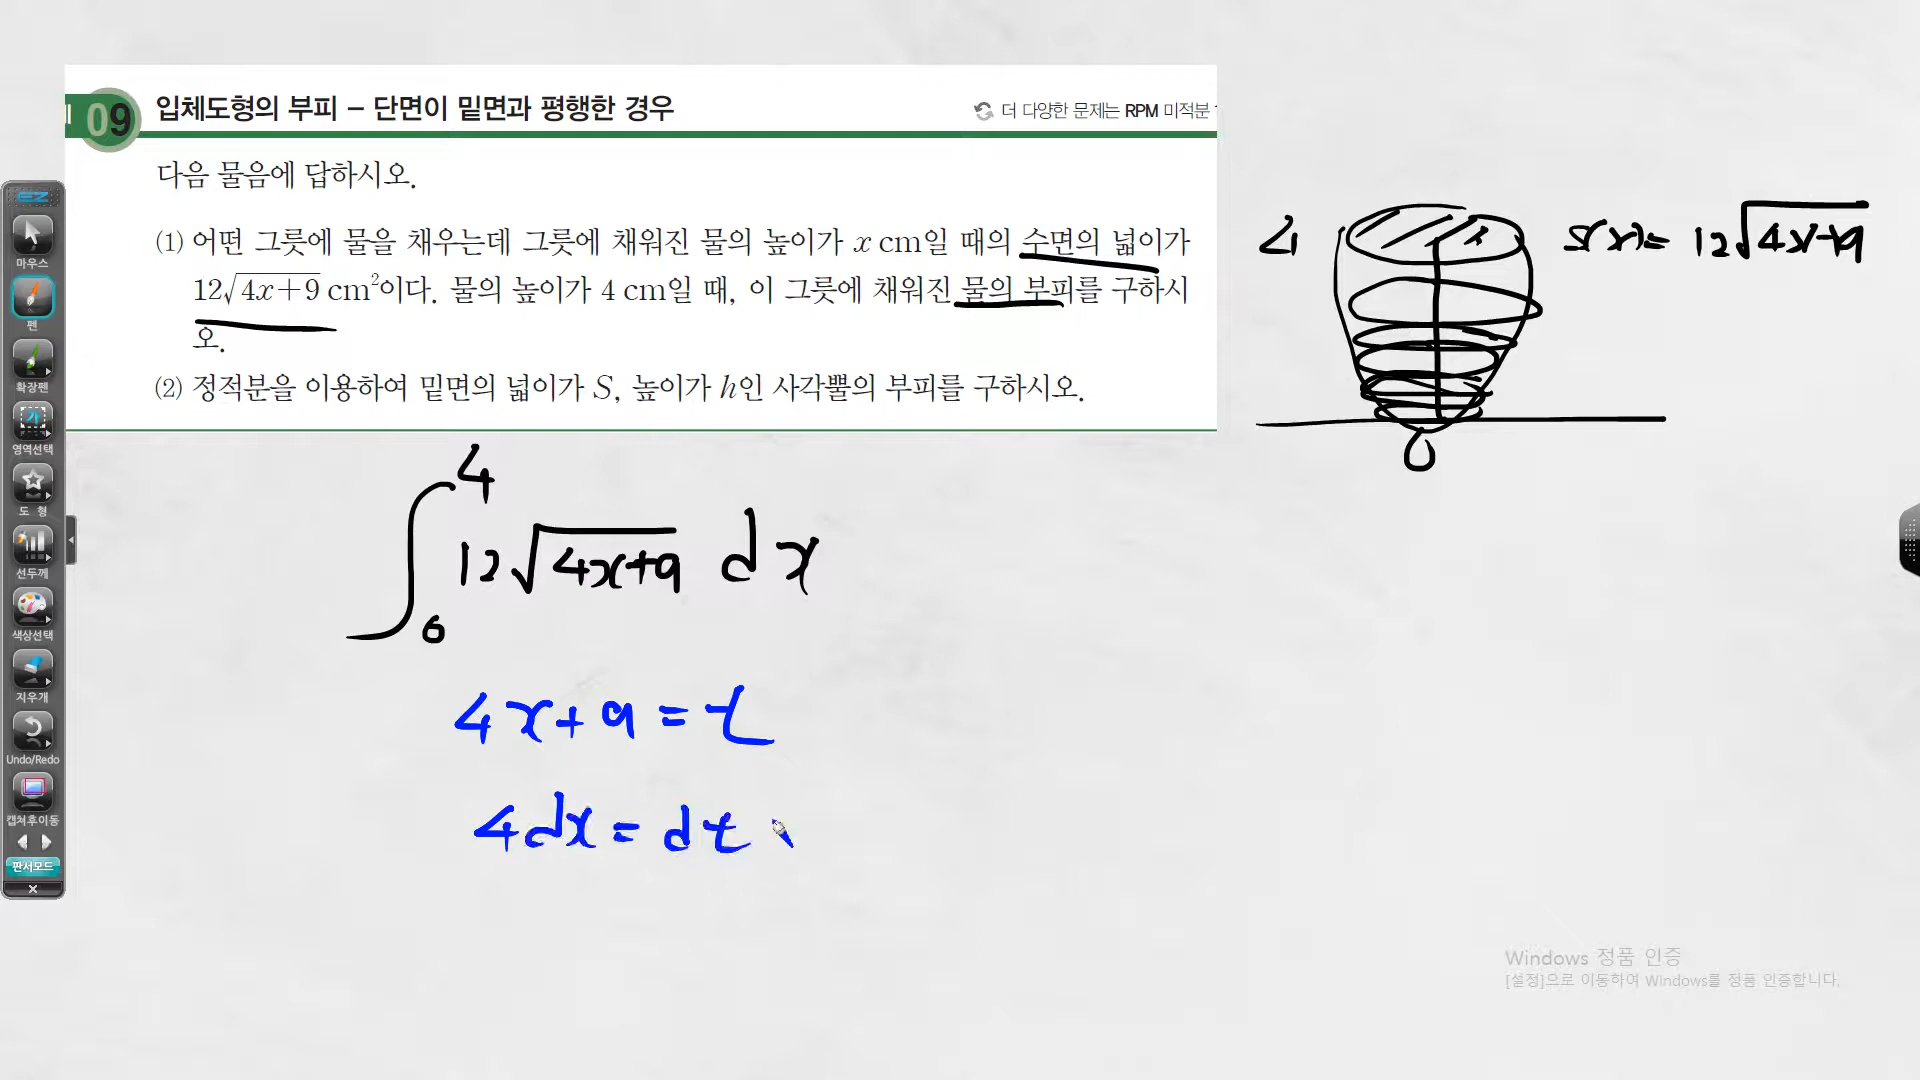 09 입체도형의 부피 – 단면이 밑면과 평행한 경우
더 다양한 문제는 RPM 미적분
다음 물음에 답하시오.
(1) 어떤 그릇에 물을 채우는데 그릇에 채워진 물의 높이가 x cm일 때의 수면의 넓이가
12√(4x+9) cm²이다. 물의 높이가 4 cm일 때, 이 그릇에 채워진 물의 부피를 구하시
오.
(2) 정적분을 이용하여 밑면의 넓이가 S, 높이가 h인 사각뿔의 부피를 구하시오.
4
S(x)= 12√(4x+9)
0
∫₀⁴ 12√(4x+9) dx
4x+9=t
4dx=dt
EZ
마우스
펜
확장펜
가
영역선택
도 형
선두께
색상선택
지우개
Undo/Redo
캡쳐후이동
판서모드
x
Windows 정품 인증
[설정]으로 이동하여 Windows를 정품 인증합니다.